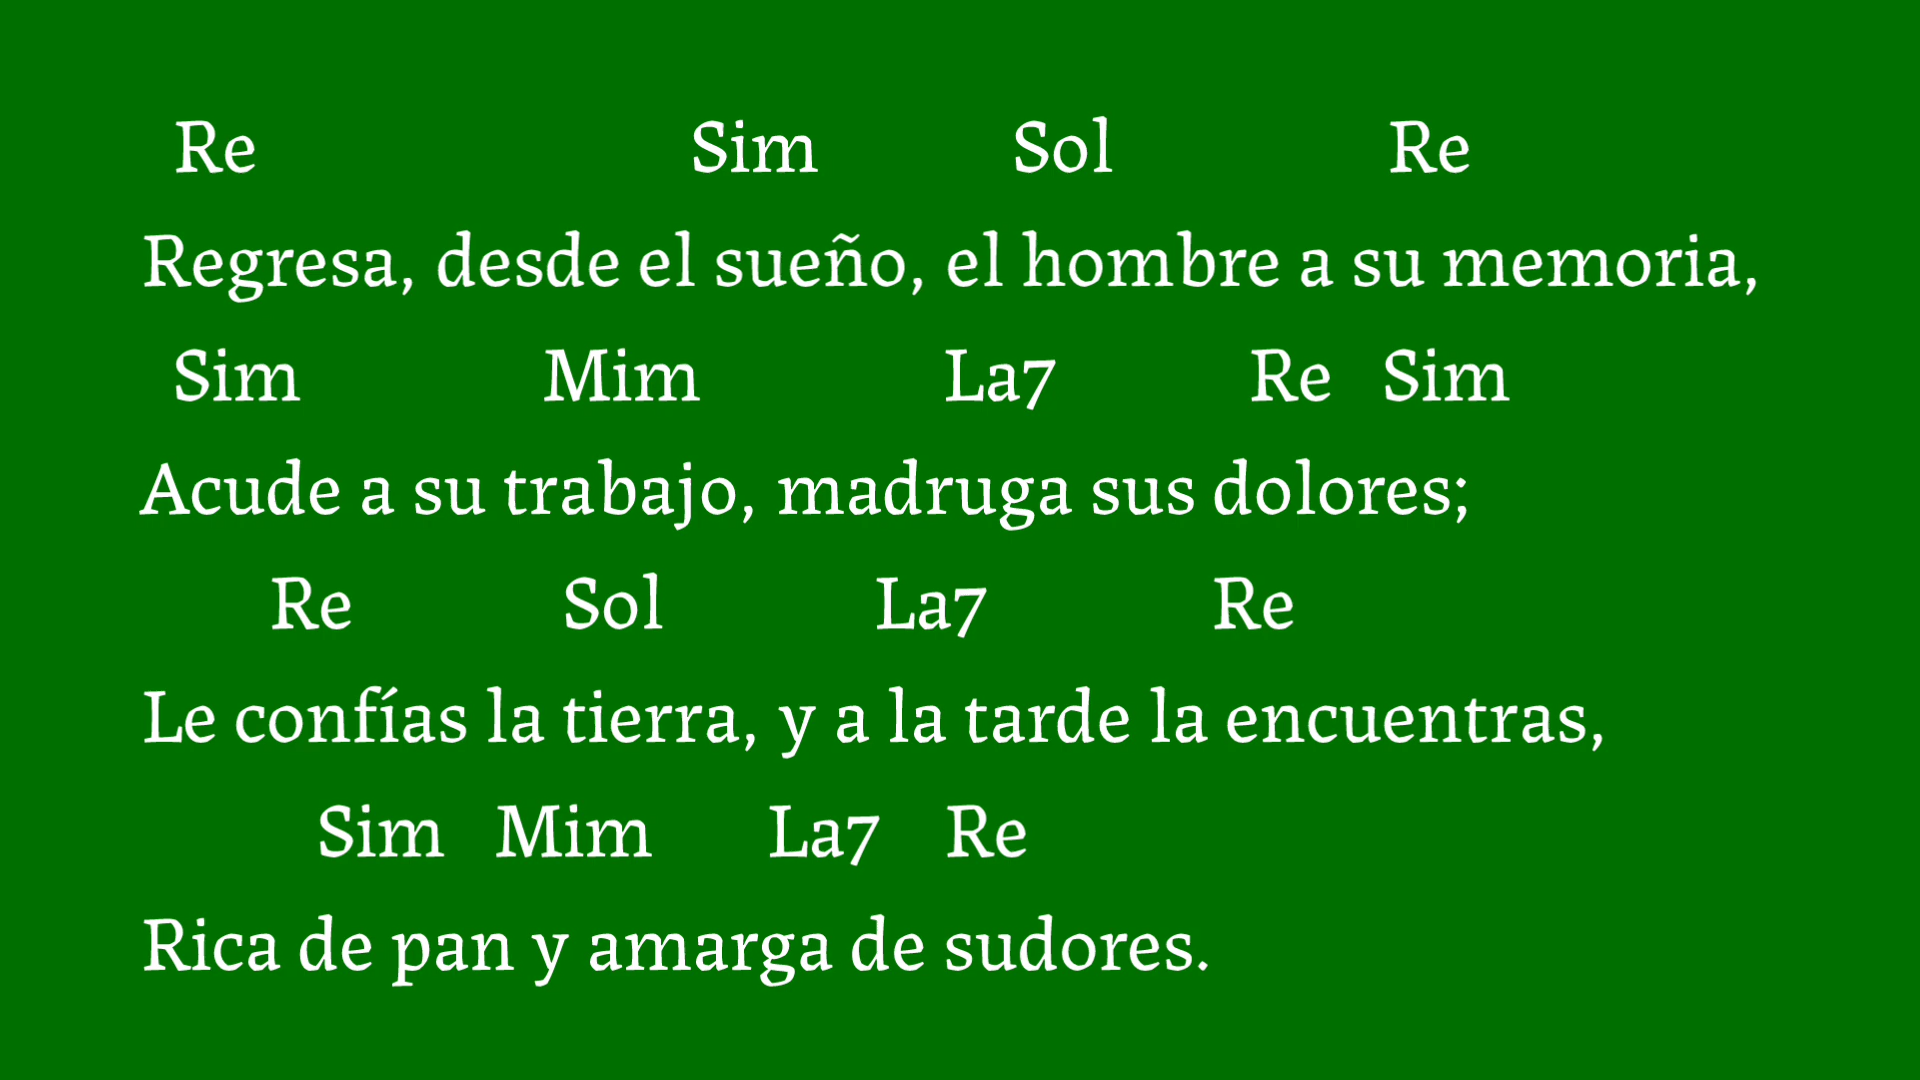 Re Sim Sol Re
Regresa, desde el sueño, el hombre a su memoria,
Sim Mim La7 Re Sim
Acude a su trabajo, madruga sus dolores;
Re Sol La7 Re
Le confías la tierra, y a la tarde la encuentras,
Sim Mim La7 Re
Rica de pan y amarga de sudores.